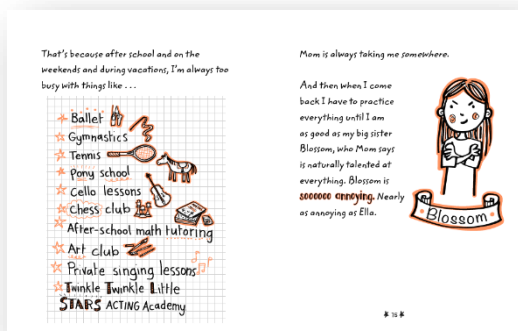 That's because after school and on the
weekends and during vacations, I'm always too
busy with things like . . .
Ballet
Gymnastics
Tennis
Pony school
Cello lessons
Chess club
After-school math tutoring
Art club
Private singing lessons
Twinkle Twinkle Little
STARS ACTING Academy
Mom is always taking me somewhere.
And then when I come
back I have to practice
everything until I am
as good as my big sister
Blossom, who Mom says
is naturally talented at
everything. Blossom is
soooooo annoying. Nearly
as annoying as Ella.
Blossom